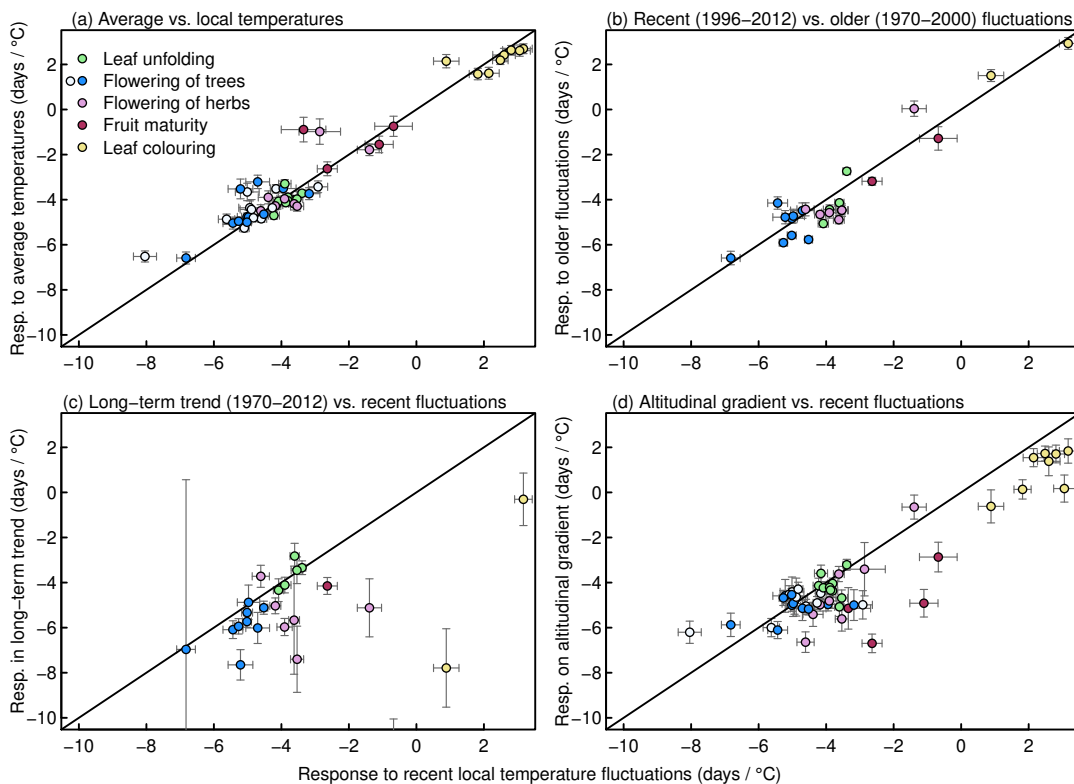 (a) Average vs. local temperatures
Resp. to average temperatures (days / °C)
2
0
−2
−4
−6
−8
−10
Leaf unfolding
Flowering of trees
Flowering of herbs
Fruit maturity
Leaf colouring
−10 −8 −6 −4 −2 0 2
(b) Recent (1996−2012) vs. older (1970−2000) fluctuations
Resp. to older fluctuations (days / °C)
2
0
−2
−4
−6
−8
−10
−10 −8 −6 −4 −2 0 2
(c) Long−term trend (1970−2012) vs. recent fluctuations
Resp. in long−term trend (days / °C)
2
0
−2
−4
−6
−8
−10
−10 −8 −6 −4 −2 0 2
(d) Altitudinal gradient vs. recent fluctuations
Resp. on altitudinal gradient (days / °C)
2
0
−2
−4
−6
−8
−10
−10 −8 −6 −4 −2 0 2
Response to recent local temperature fluctuations (days / °C)